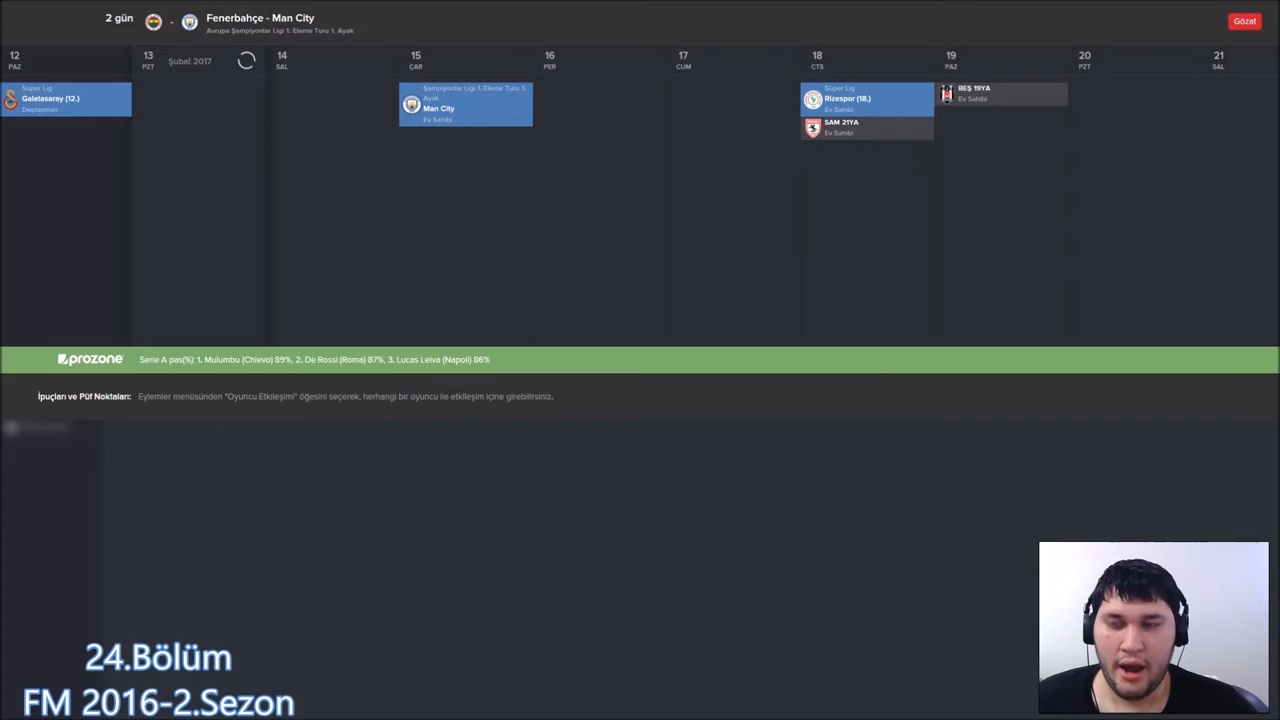 2 gün
Fenerbahçe - Man City
Avrupa Şampiyonlar Ligi 1. Eleme Turu 1. Ayak
Gözat
12
PAZ
13
PZT
Şubat 2017
14
SAL
15
ÇAR
16
PER
17
CUM
18
CTS
19
PAZ
20
PZT
21
SAL
Süper Lig
Galatasaray (12.)
Deplasman
Şampiyonlar Ligi 1. Eleme Turu 1.
Ayak
Man City
Ev Sahibi
Süper Lig
Rizespor (18.)
Ev Sahibi
SAM 21YA
Ev Sahibi
BEŞ 19YA
Ev Sahibi
prozone
Serie A pas(%): 1. Mulumbu (Chievo) 89%, 2. De Rossi (Roma) 87%, 3. Lucas Leiva (Napoli) 86%
İpuçları ve Püf Noktaları: Eylemler menüsünden "Oyuncu Etkileşimi" öğesini seçerek, herhangi bir oyuncu ile etkileşim içine girebilirsiniz.
24.Bölüm
FM 2016-2.Sezon